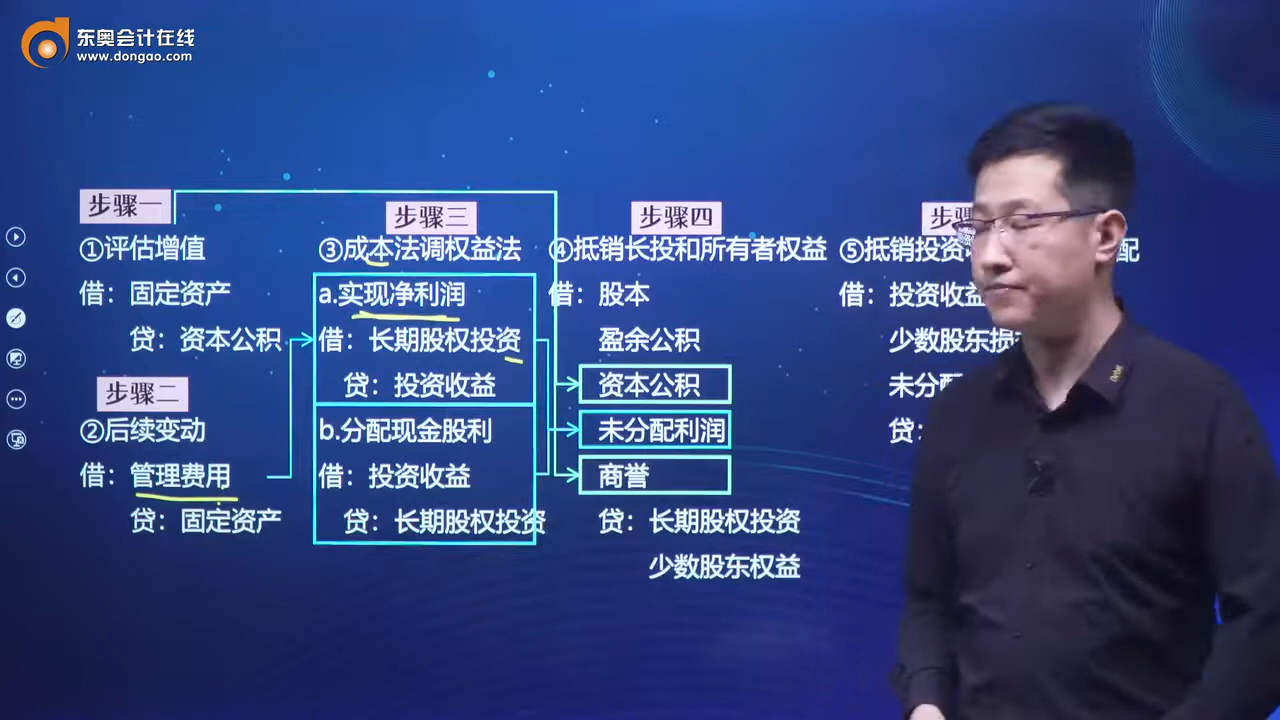 东奥会计在线
www.dongao.com
步骤一
①评估增值
借：固定资产
贷：资本公积
步骤二
②后续变动
借：管理费用
贷：固定资产
步骤三
③成本法调权益法
a.实现净利润
借：长期股权投资
贷：投资收益
b.分配现金股利
借：投资收益
贷：长期股权投资
步骤四
④抵销长投和所有者权益
借：股本
盈余公积
资本公积
未分配利润
商誉
贷：长期股权投资
少数股东权益
步骤
⑤抵销投资 配
借：投资收益
少数股东损
未分配
贷：